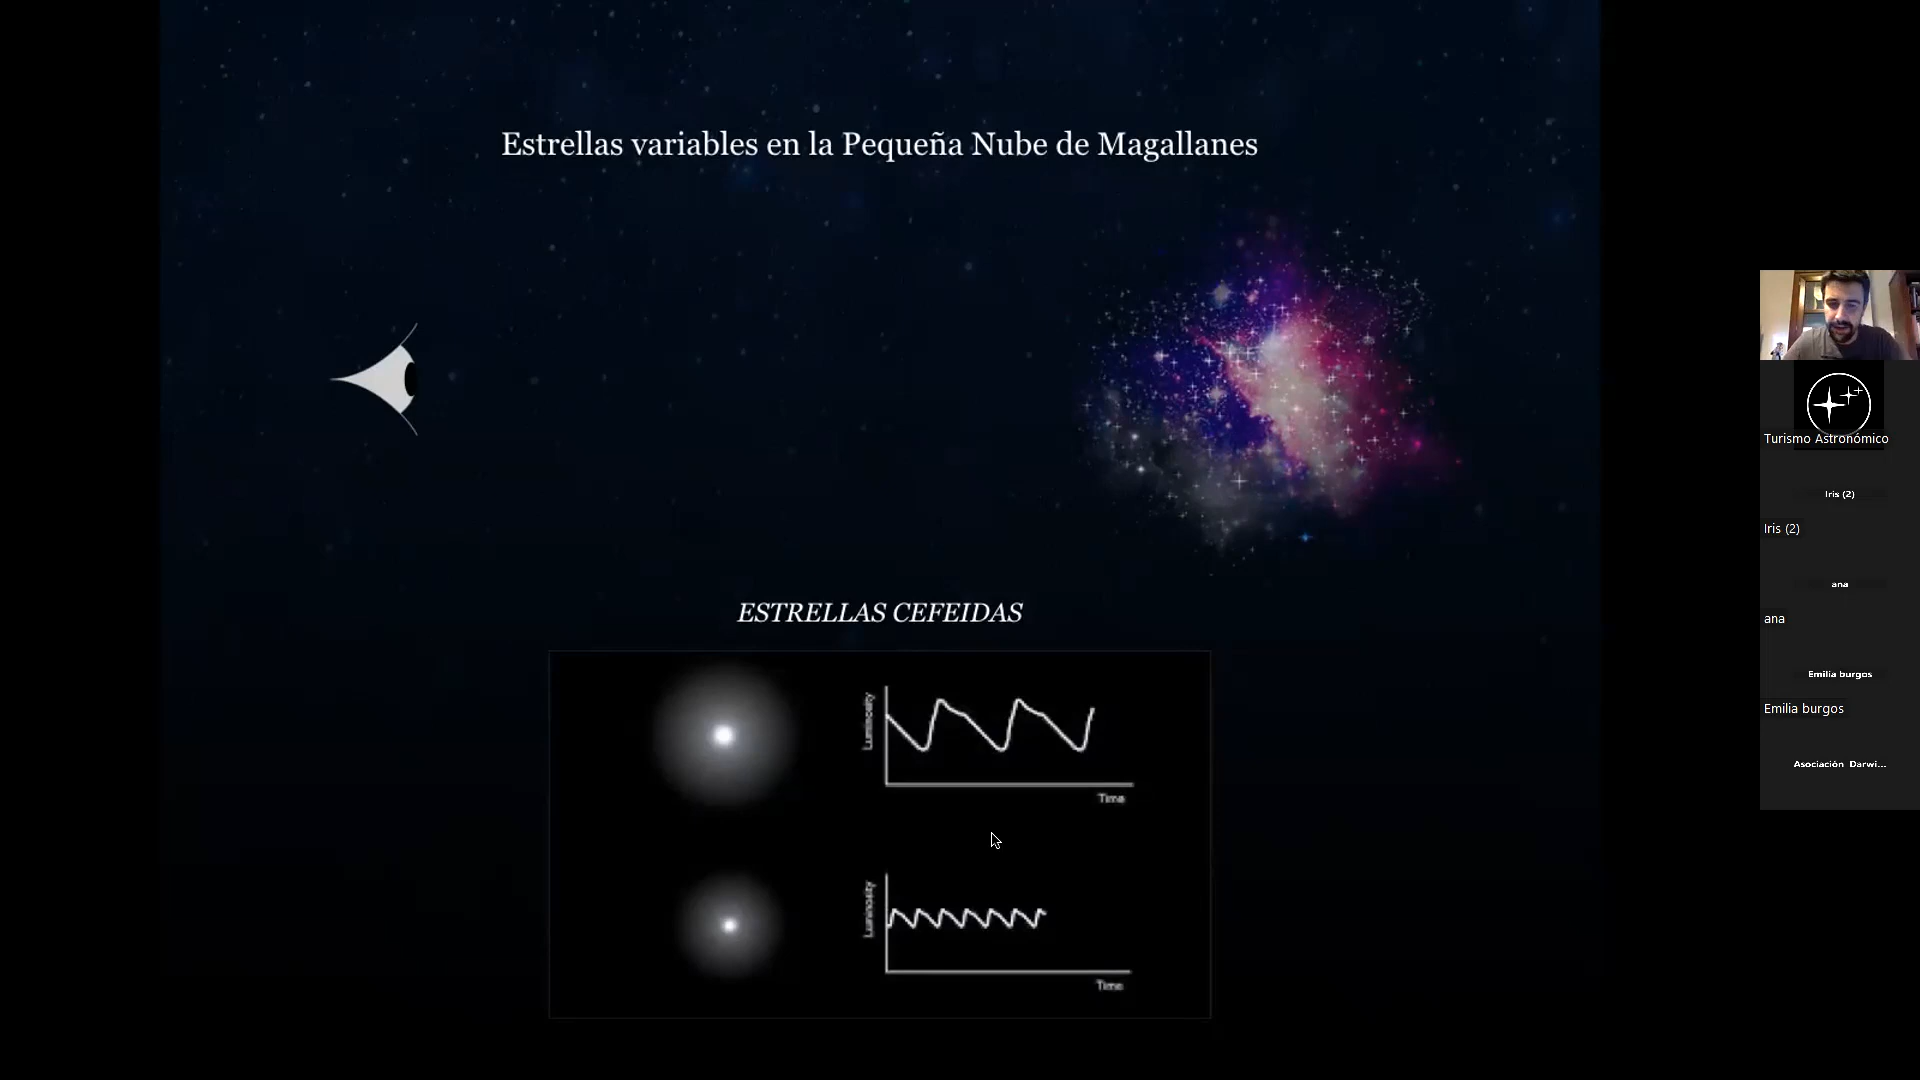 Estrellas variables en la Pequeña Nube de Magallanes
ESTRELLAS CEFEIDAS
Luminosity
Time
Luminosity
Time
Turismo Astronómico
Iris (2)
Iris (2)
ana
ana
Emilia burgos
Emilia burgos
Asociación Darwi...